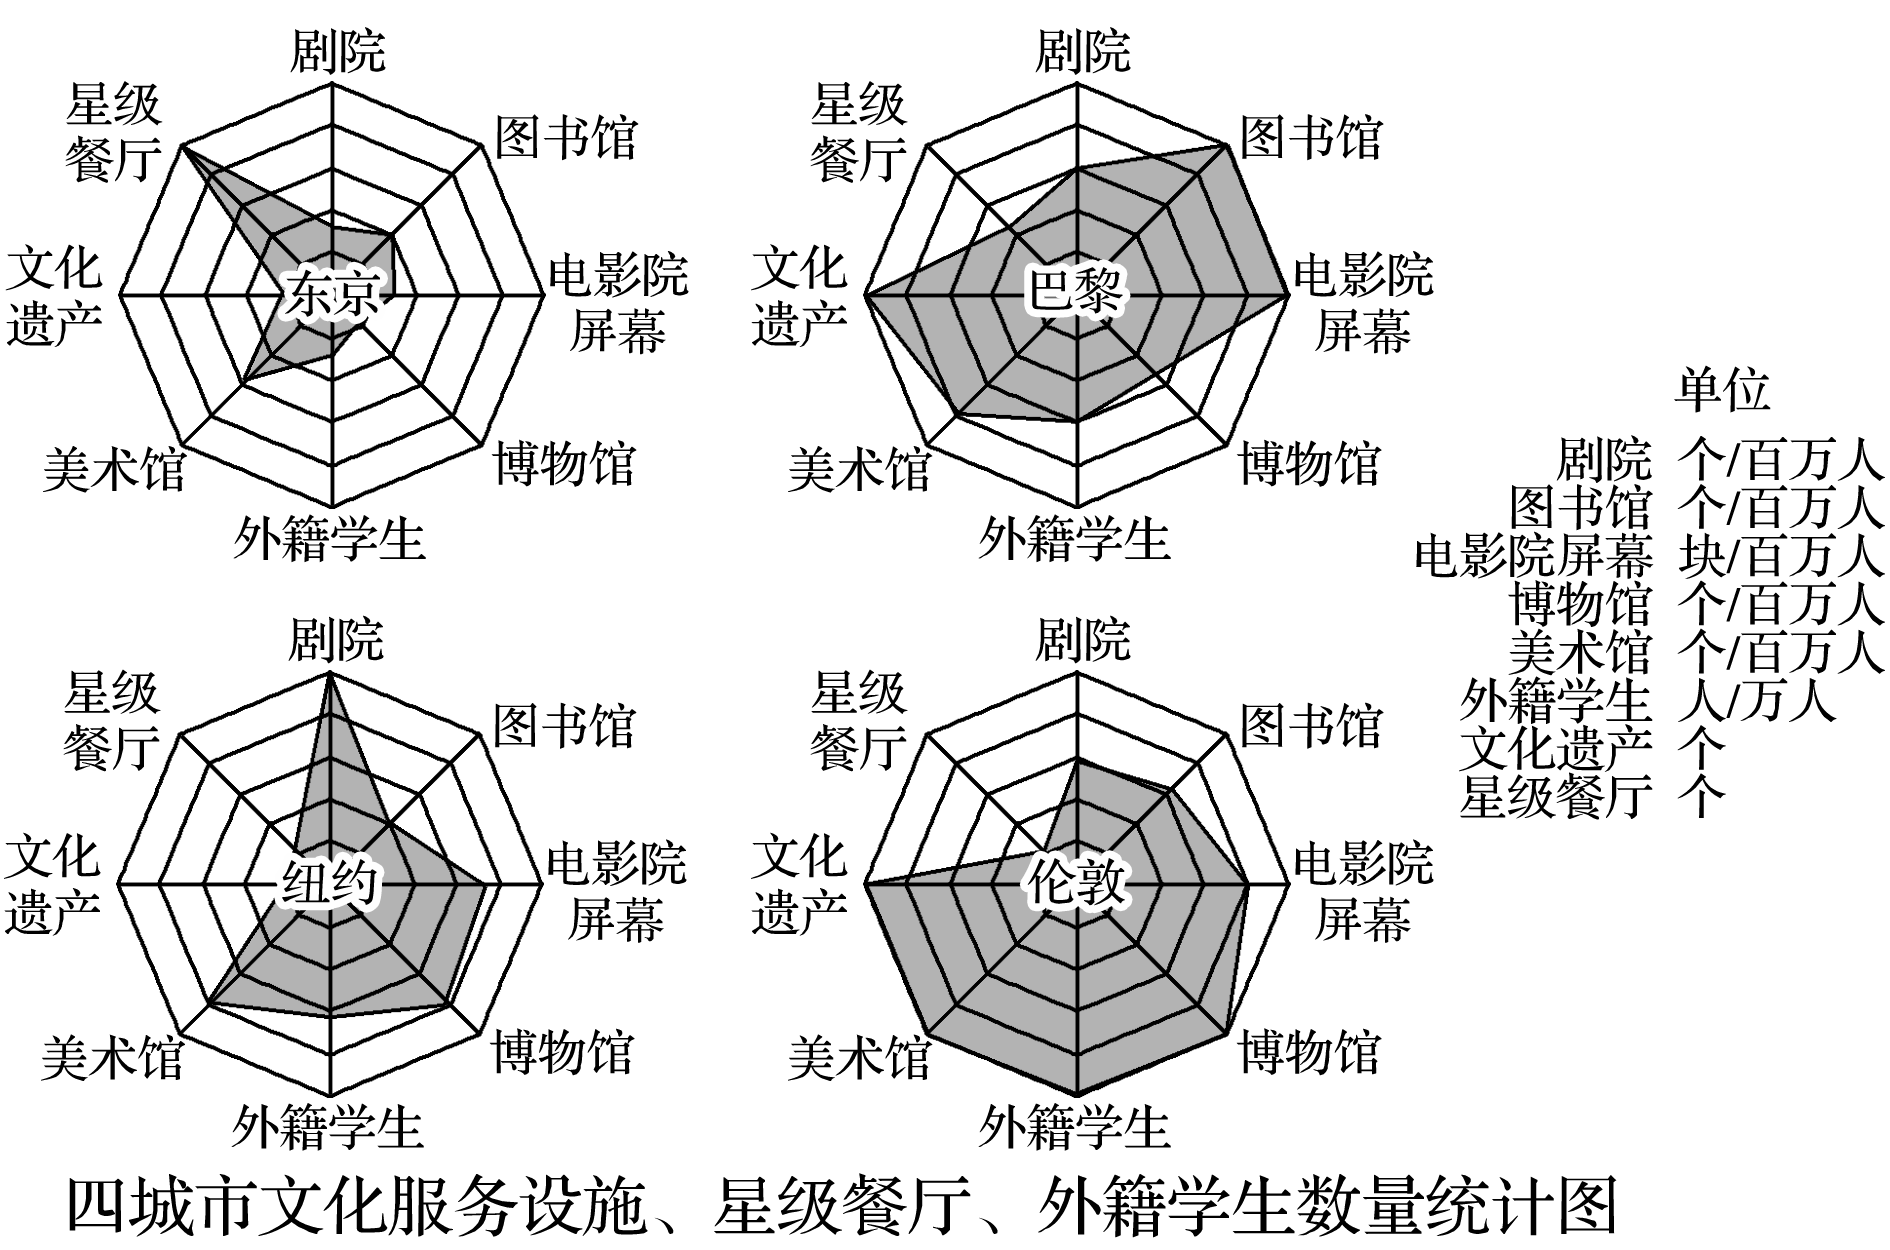 剧院
星级
餐厅
图书馆
文化
遗产
东京
电影院
屏幕
美术馆
博物馆
外籍学生
剧院
星级
餐厅
图书馆
文化
遗产
巴黎
电影院
屏幕
美术馆
博物馆
外籍学生
剧院
星级
餐厅
图书馆
文化
遗产
纽约
电影院
屏幕
美术馆
博物馆
外籍学生
剧院
星级
餐厅
图书馆
文化
遗产
伦敦
电影院
屏幕
美术馆
博物馆
外籍学生
单位
剧院 个/百万人
图书馆 个/百万人
电影院屏幕 块/百万人
博物馆 个/百万人
美术馆 个/百万人
外籍学生 人/万人
文化遗产 个
星级餐厅 个
四城市文化服务设施、星级餐厅、外籍学生数量统计图